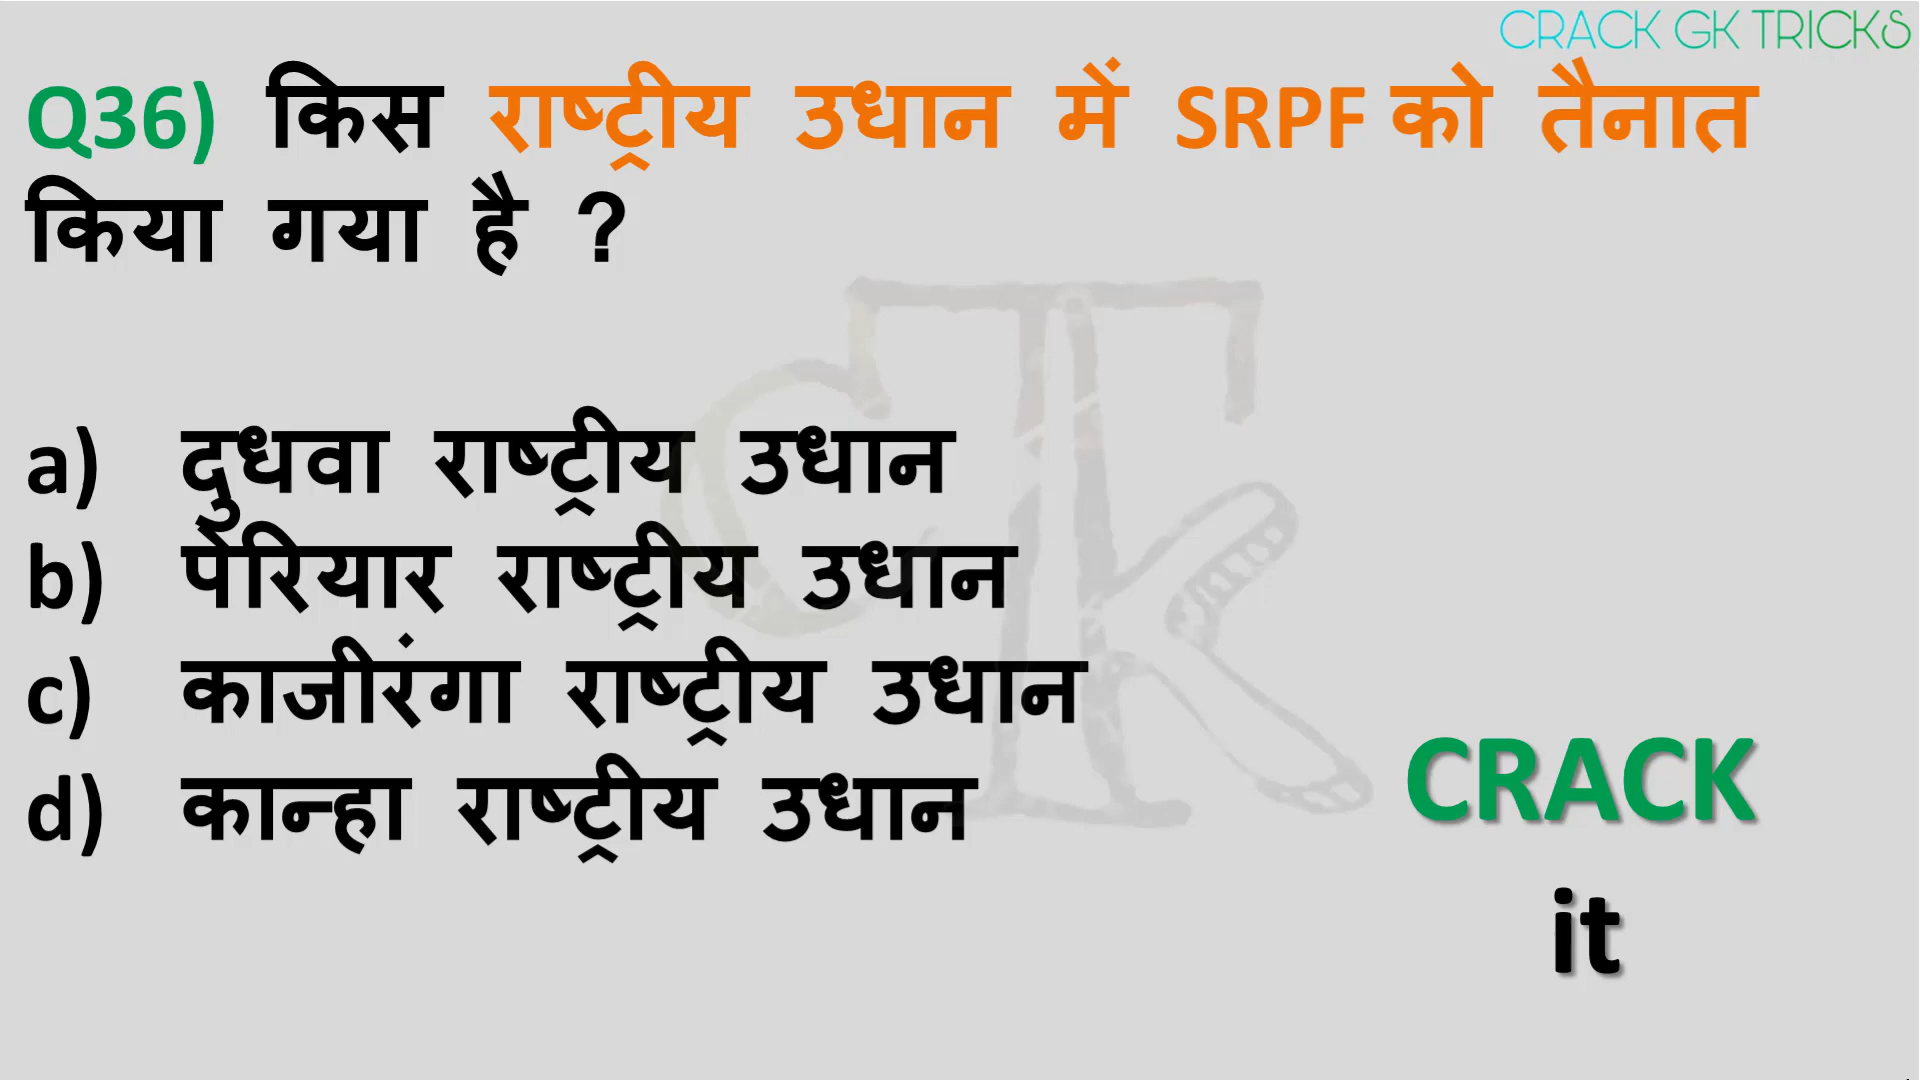 CRACK GK TRICKS
Q36) किस राष्ट्रीय उधान में SRPF को तैनात
किया गया है ?
a) दुधवा राष्ट्रीय उधान
b) पेरियार राष्ट्रीय उधान
c) काजीरंगा राष्ट्रीय उधान
d) कान्हा राष्ट्रीय उधान
CRACK
it